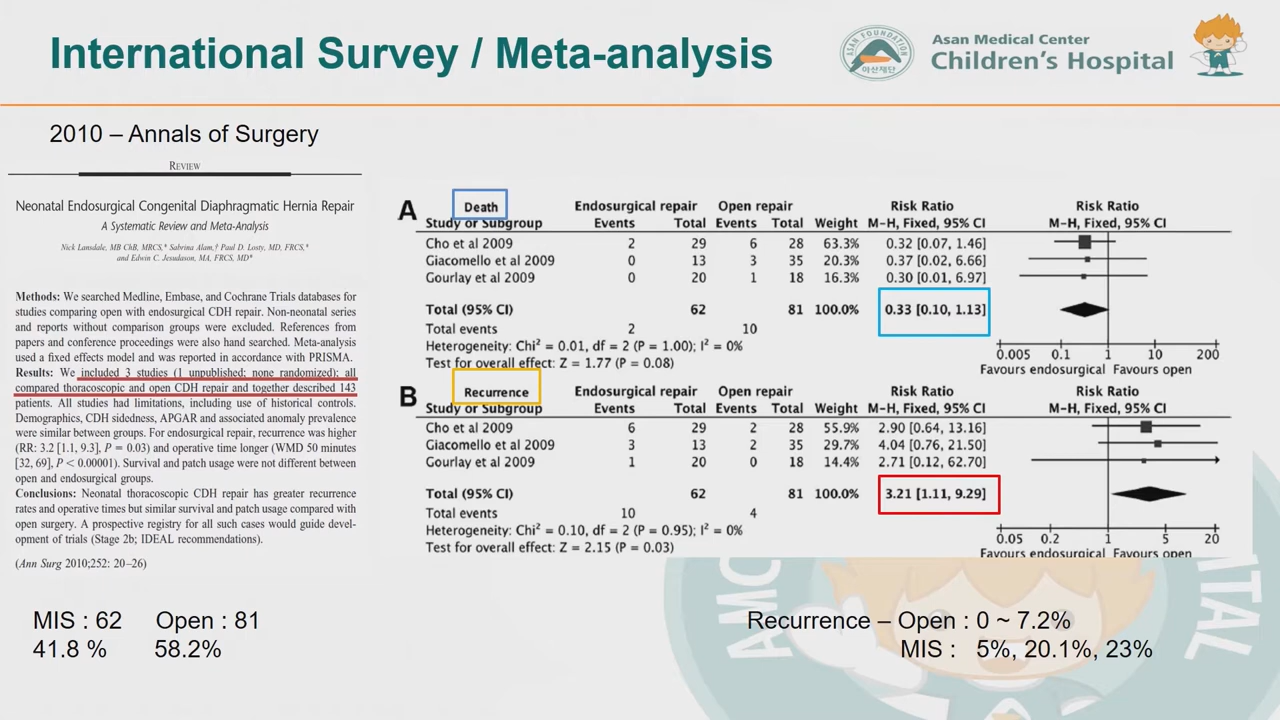 International Survey / Meta-analysis
ASAN FOUNDATION
아산재단
Asan Medical Center
Children's Hospital
2010 – Annals of Surgery
REVIEW
Neonatal Endosurgical Congenital Diaphragmatic Hernia Repair
A Systematic Review and Meta-Analysis
Nick Lansdale, MB ChB, MRCS,* Sabrina Alam,† Paul D. Losty, MD, FRCS,*
and Edwin C. Jesudason, MA, FRCS, MD*
Methods: We searched Medline, Embase, and Cochrane Trials databases for
studies comparing open with endosurgical CDH repair. Non-neonatal series
and reports without comparison groups were excluded. References from
papers and conference proceedings were also hand searched. Meta-analysis
used a fixed effects model and was reported in accordance with PRISMA.
Results: We included 3 studies (1 unpublished; none randomized); all
compared thoracoscopic and open CDH repair and together described 143
patients. All studies had limitations, including use of historical controls.
Demographics, CDH sidedness, APGAR and associated anomaly prevalence
were similar between groups. For endosurgical repair, recurrence was higher
(RR: 3.2 [1.1, 9.3], P = 0.03) and operative time longer (WMD 50 minutes
[32, 69], P < 0.00001). Survival and patch usage were not different between
open and endosurgical groups.
Conclusions: Neonatal thoracoscopic CDH repair has greater recurrence
rates and operative times but similar survival and patch usage compared with
open surgery. A prospective registry for all such cases would guide devel-
opment of trials (Stage 2b; IDEAL recommendations).
(Ann Surg 2010;252: 20–26)
A Death Endosurgical repair Open repair Risk Ratio Risk Ratio
Study or Subgroup Events Total Events Total Weight M-H, Fixed, 95% CI M-H, Fixed, 95% CI
Cho et al 2009 2 29 6 28 63.3% 0.32 [0.07, 1.46]
Giacomello et al 2009 0 13 3 35 20.3% 0.37 [0.02, 6.66]
Gourlay et al 2009 0 20 1 18 16.3% 0.30 [0.01, 6.97]
Total (95% CI) 62 81 100.0% 0.33 [0.10, 1.13]
Total events 2 10
Heterogeneity: Chi² = 0.01, df = 2 (P = 1.00); I² = 0%
Test for overall effect: Z = 1.77 (P = 0.08)
0.005 0.1 1 10 200
Favours endosurgical Favours open
B Recurrence Endosurgical repair Open repair Risk Ratio Risk Ratio
Study or Subgroup Events Total Events Total Weight M-H, Fixed, 95% CI M-H, Fixed, 95% CI
Cho et al 2009 6 29 2 28 55.9% 2.90 [0.64, 13.16]
Giacomello et al 2009 3 13 2 35 29.7% 4.04 [0.76, 21.50]
Gourlay et al 2009 1 20 0 18 14.4% 2.71 [0.12, 62.70]
Total (95% CI) 62 81 100.0% 3.21 [1.11, 9.29]
Total events 10 4
Heterogeneity: Chi² = 0.10, df = 2 (P = 0.95); I² = 0%
Test for overall effect: Z = 2.15 (P = 0.03)
0.05 0.2 1 5 20
Favours endosurgical Favours open
MIS : 62 Open : 81
41.8 % 58.2%
Recurrence – Open : 0 ~ 7.2%
MIS : 5%, 20.1%, 23%
AMC
ITAL